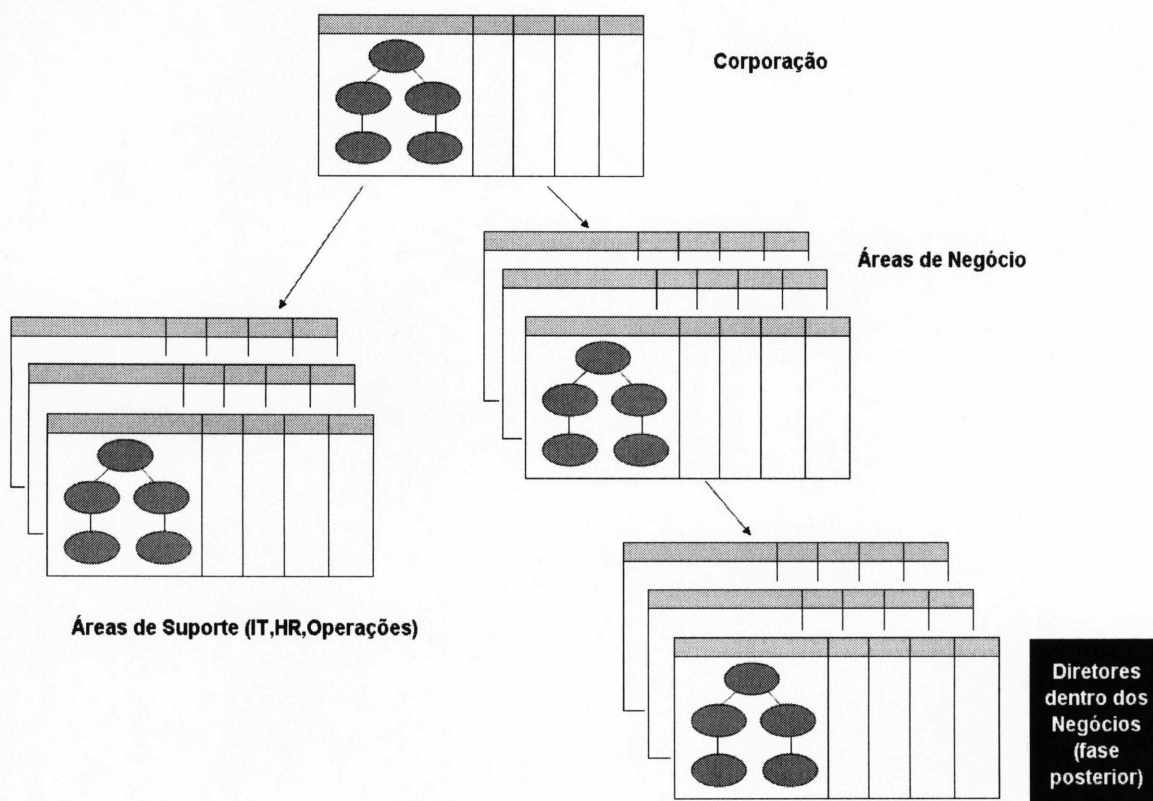 Corporação
Áreas de Negócio
Áreas de Suporte (IT,HR,Operações)
Diretores
dentro dos
Negócios
(fase
posterior)